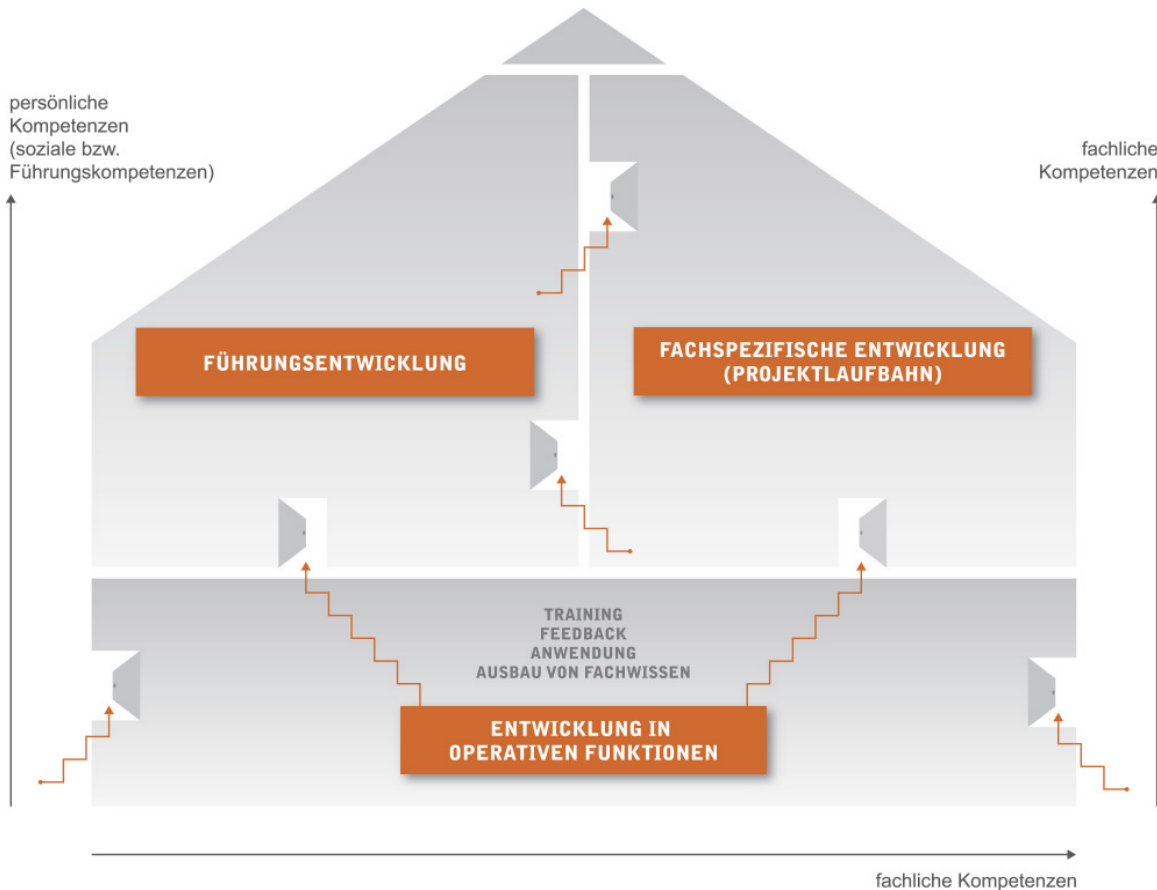 persönliche
Kompetenzen
(soziale bzw.
Führungskompetenzen)
fachliche
Kompetenzen
FÜHRUNGSENTWICKLUNG
FACHSPEZIFISCHE ENTWICKLUNG
(PROJEKTLAUFBAHN)
TRAINING
FEEDBACK
ANWENDUNG
AUSBAU VON FACHWISSEN
ENTWICKLUNG IN
OPERATIVEN FUNKTIONEN
fachliche Kompetenzen